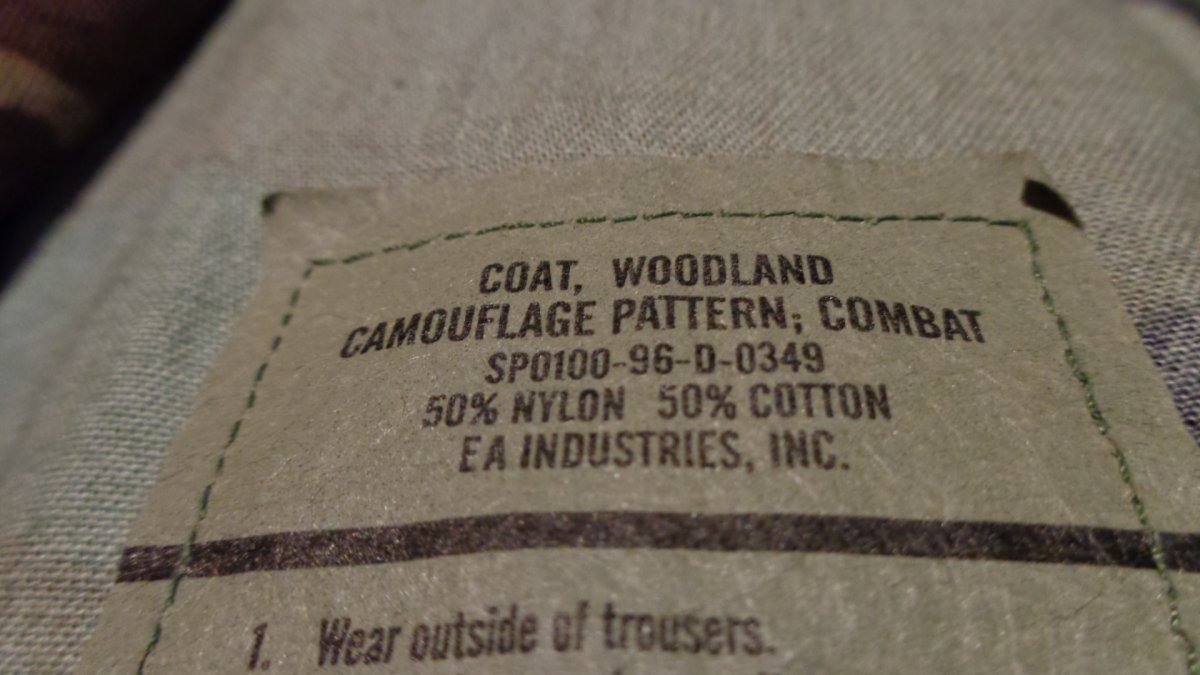 COAT, WOODLAND
CAMOUFLAGE PATTERN; COMBAT
SP0100-96-D-0349
50% NYLON 50% COTTON
EA INDUSTRIES, INC.
1. Wear outside of trousers.